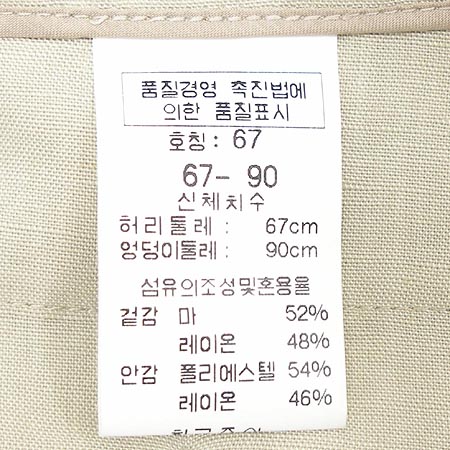 품질경영 촉진법에
의한 품질표시
호칭: 67
67- 90
신체치수
허리둘레: 67cm
엉덩이둘레: 90cm
섬유의조성및혼용율
겉감 마 52%
레이온 48%
안감 폴리에스텔 54%
레이온 46%